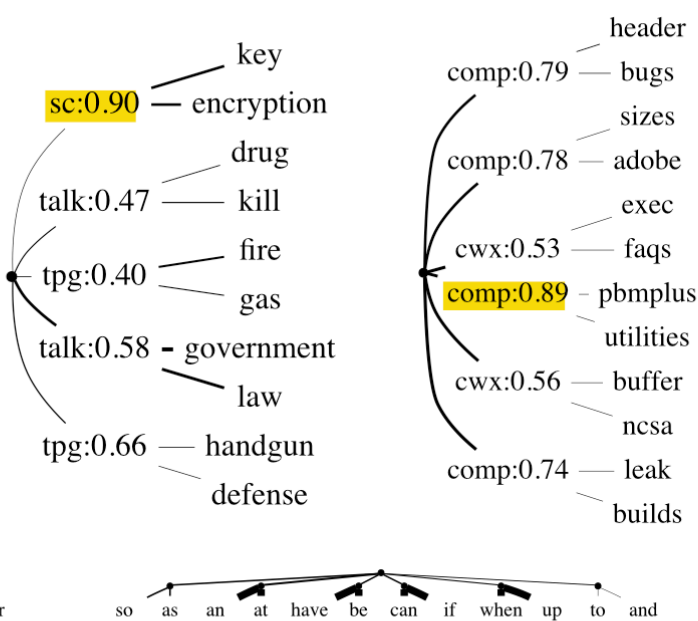 key
sc:0.90
encryption
drug
talk:0.47
kill
fire
tpg:0.40
gas
talk:0.58
government
law
tpg:0.66
handgun
defense
header
comp:0.79
bugs
sizes
comp:0.78
adobe
exec
cwx:0.53
faqs
comp:0.89
pbmplus
utilities
cwx:0.56
buffer
ncsa
comp:0.74
leak
builds
r so as an at have be can if when up to and